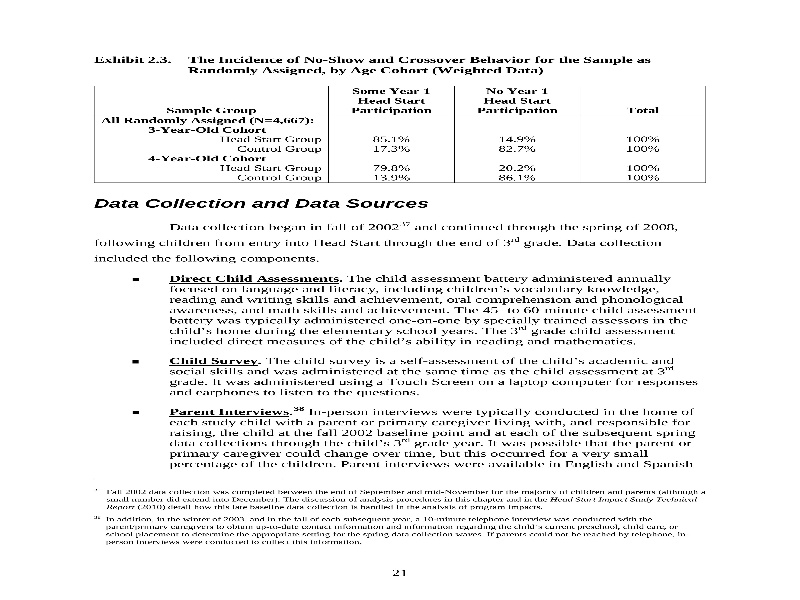 Exhibit 2.3. The Incidence of No-Show and Crossover Behavior for the Sample as
Randomly Assigned, by Age Cohort (Weighted Data)
Sample Group Some Year 1 Head Start Participation No Year 1 Head Start Participation Total
All Randomly Assigned (N=4,667):
3-Year-Old Cohort
Head Start Group 85.1% 14.9% 100%
Control Group 17.3% 82.7% 100%
4-Year-Old Cohort
Head Start Group 79.8% 20.2% 100%
Control Group 13.9% 86.1% 100%
Data Collection and Data Sources
Data collection began in fall of 2002³⁷ and continued through the spring of 2008,
following children from entry into Head Start through the end of 3rd grade. Data collection
included the following components.
▪ Direct Child Assessments. The child assessment battery administered annually
focused on language and literacy, including children's vocabulary knowledge,
reading and writing skills and achievement, oral comprehension and phonological
awareness, and math skills and achievement. The 45- to 60-minute child assessment
battery was typically administered one-on-one by specially trained assessors in the
child's home during the elementary school years. The 3rd grade child assessment
included direct measures of the child's ability in reading and mathematics.
▪ Child Survey. The child survey is a self-assessment of the child's academic and
social skills and was administered at the same time as the child assessment at 3rd
grade. It was administered using a Touch Screen on a laptop computer for responses
and earphones to listen to the questions.
▪ Parent Interviews.³⁸ In-person interviews were typically conducted in the home of
each study child with a parent or primary caregiver living with, and responsible for
raising, the child at the fall 2002 baseline point and at each of the subsequent spring
data collections through the child's 3rd grade year. It was possible that the parent or
primary caregiver could change over time, but this occurred for a very small
percentage of the children. Parent interviews were available in English and Spanish
Fall 2002 data collection was completed between the end of September and mid-November for the majority of children and parents (although a
small number did extend into December). The discussion of analysis procedures in this chapter and in the Head Start Impact Study Technical
Report (2010) detail how this late baseline data collection is handled in the analysis of program impacts.
³⁸ In addition, in the winter of 2003, and in the fall of each subsequent year, a 10-minute telephone interview was conducted with the
parent/primary caregivers to obtain up-to-date contact information and information regarding the child's current preschool, child care, or
school placement to determine the appropriate setting for the spring data collection waves. If parents could not be reached by telephone, in-
person interviews were conducted to collect this information.
21